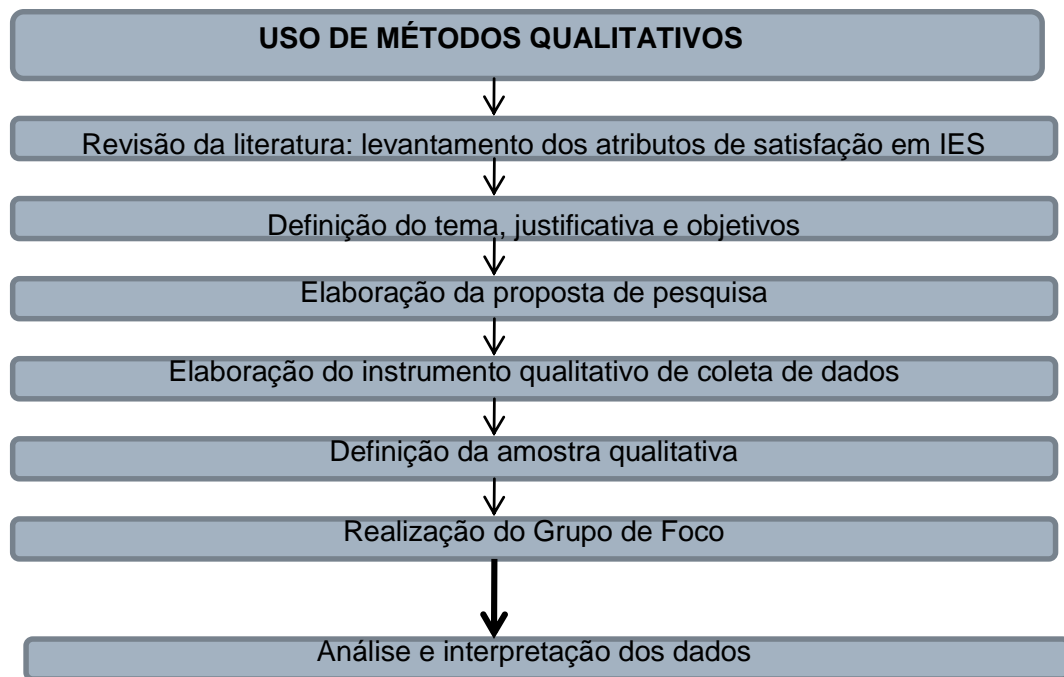 USO DE MÉTODOS QUALITATIVOS
Revisão da literatura: levantamento dos atributos de satisfação em IES
Definição do tema, justificativa e objetivos
Elaboração da proposta de pesquisa
Elaboração do instrumento qualitativo de coleta de dados
Definição da amostra qualitativa
Realização do Grupo de Foco
Análise e interpretação dos dados